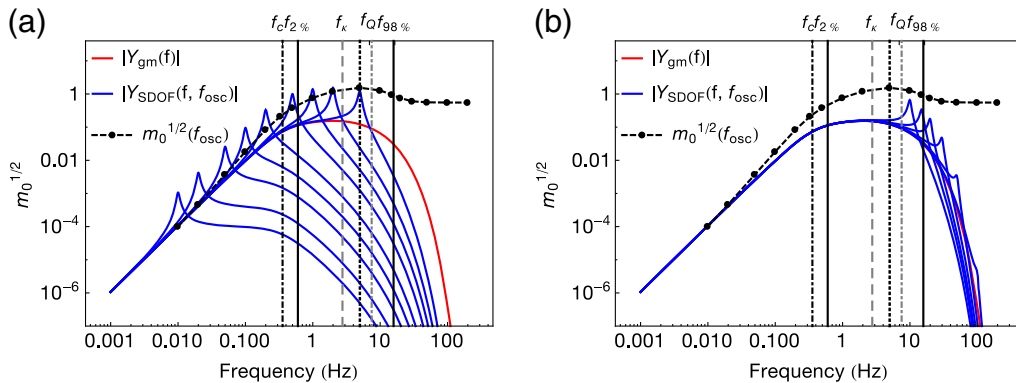 (a)
f_c f_2 % f_κ f_Q f_98 %
|Y_gm(f)|
|Y_SDOF(f, f_osc)|
m_0^1/2(f_osc)
m_0^1/2
1
0.01
10^-4
10^-6
0.001 0.010 0.100 1 10 100
Frequency (Hz)
(b)
f_c f_2 % f_κ f_Q f_98 %
|Y_gm(f)|
|Y_SDOF(f, f_osc)|
m_0^1/2(f_osc)
m_0^1/2
1
0.01
10^-4
10^-6
0.001 0.010 0.100 1 10 100
Frequency (Hz)